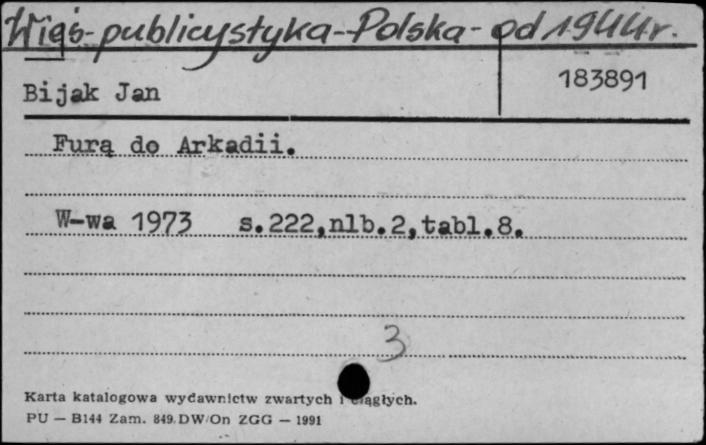 Wieś-publicystyka-Polska-od 1944r.
183891
Bijak Jan
Furą do Arkadii.
W-wa 1973 s.222,nlb.2,tabl.8.
3
Karta katalogowa wydawnictw zwartych i ciągłych.
PU — B144 Zam. 849.DW/On ZGG — 1991